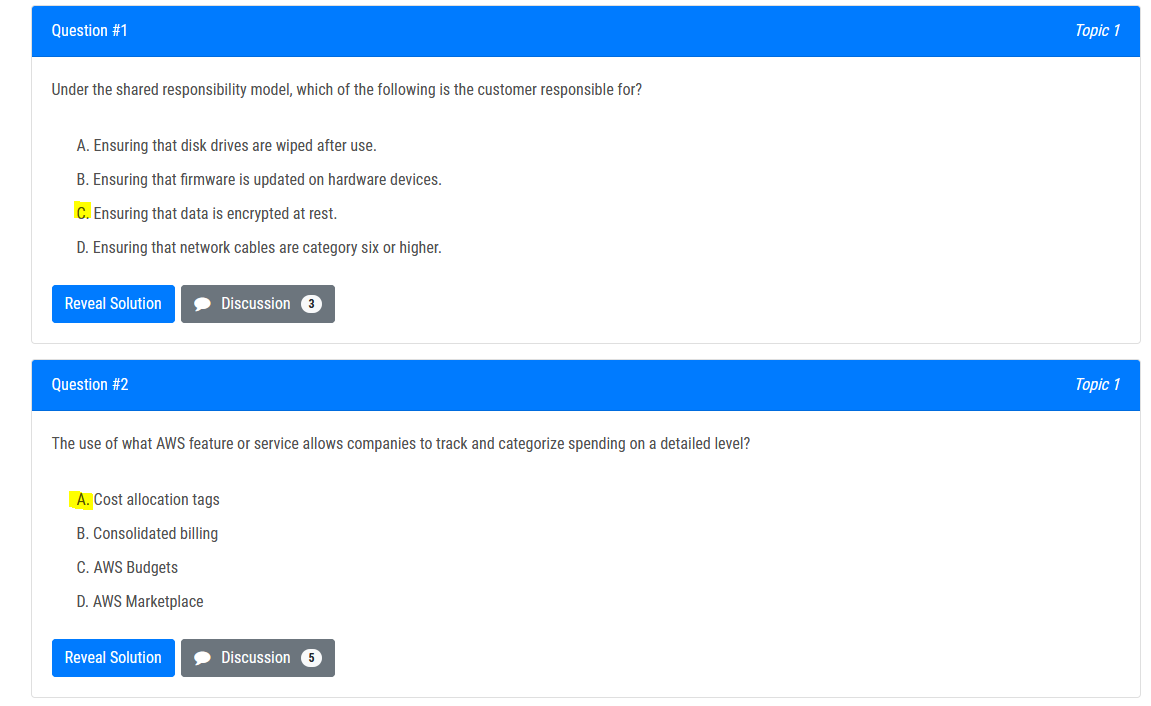 Question #1
Topic 1
Under the shared responsibility model, which of the following is the customer responsible for?
A. Ensuring that disk drives are wiped after use.
B. Ensuring that firmware is updated on hardware devices.
C. Ensuring that data is encrypted at rest.
D. Ensuring that network cables are category six or higher.
Reveal Solution
Discussion 3
Question #2
Topic 1
The use of what AWS feature or service allows companies to track and categorize spending on a detailed level?
A. Cost allocation tags
B. Consolidated billing
C. AWS Budgets
D. AWS Marketplace
Reveal Solution
Discussion 5